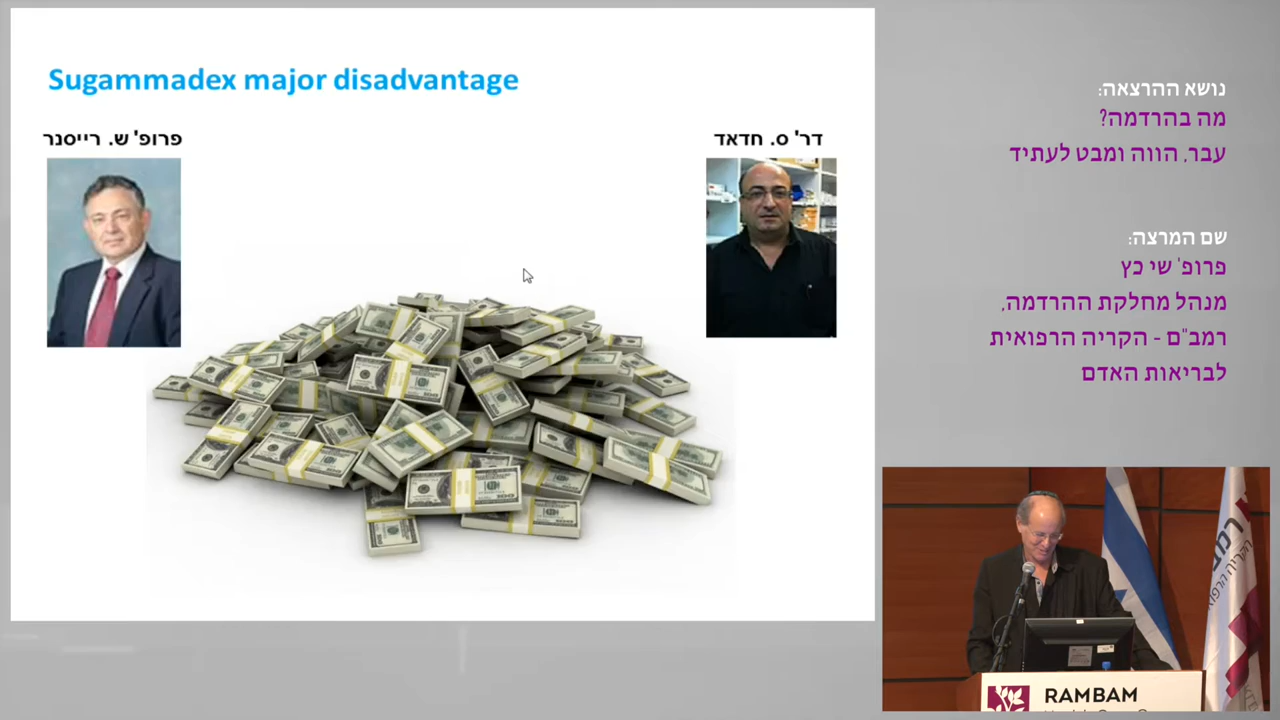 Sugammadex major disadvantage
פרופ' ש. רייסנר
דר' ס. חדאד
נושא ההרצאה:
מה בהרדמה?
עבר, הווה ומבט לעתיד
שם המרצה:
פרופ' שי כץ
מנהל מחלקת ההרדמה,
רמב"ם - הקריה הרפואית
לבריאות האדם
RAMBAM